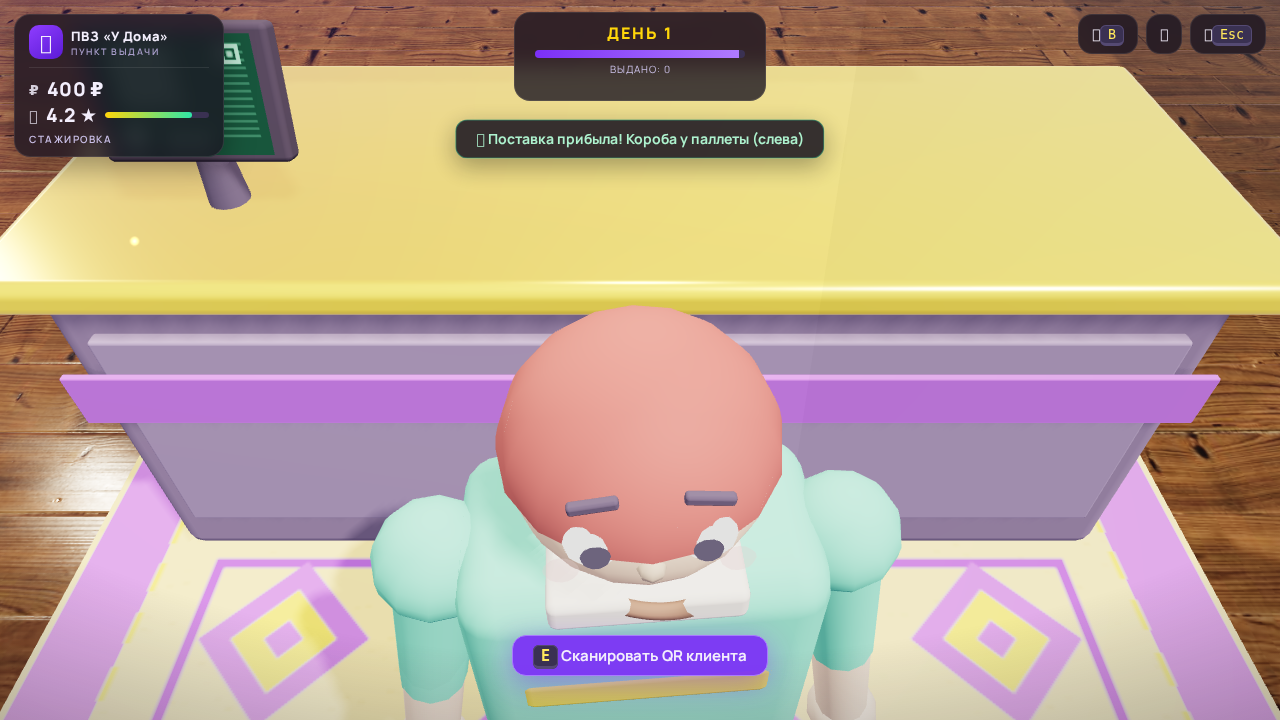 ПВЗ «У Дома»
ПУНКТ ВЫДАЧИ
₽ 400 ₽
4.2 ★
СТАЖИРОВКА
ДЕНЬ 1
ВЫДАНО: 0
Поставка прибыла! Короба у паллеты (слева)
B
Esc
E Сканировать QR клиента